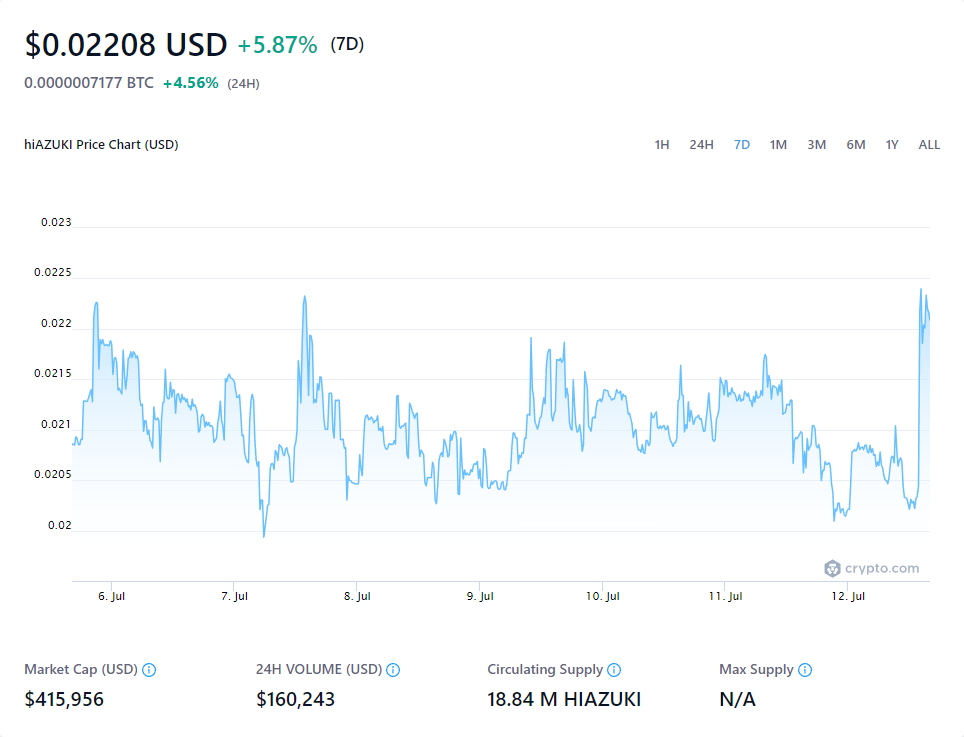 $0.02208 USD +5.87% (7D)
0.0000007177 BTC +4.56% (24H)
hiAZUKI Price Chart (USD) 1H 24H 7D 1M 3M 6M 1Y ALL
0.023
0.0225
0.022
0.0215
0.021
0.0205
0.02
crypto.com
6. Jul 7. Jul 8. Jul 9. Jul 10. Jul 11. Jul 12. Jul
Market Cap (USD) 24H VOLUME (USD) Circulating Supply Max Supply
$415,956 $160,243 18.84 M HIAZUKI N/A